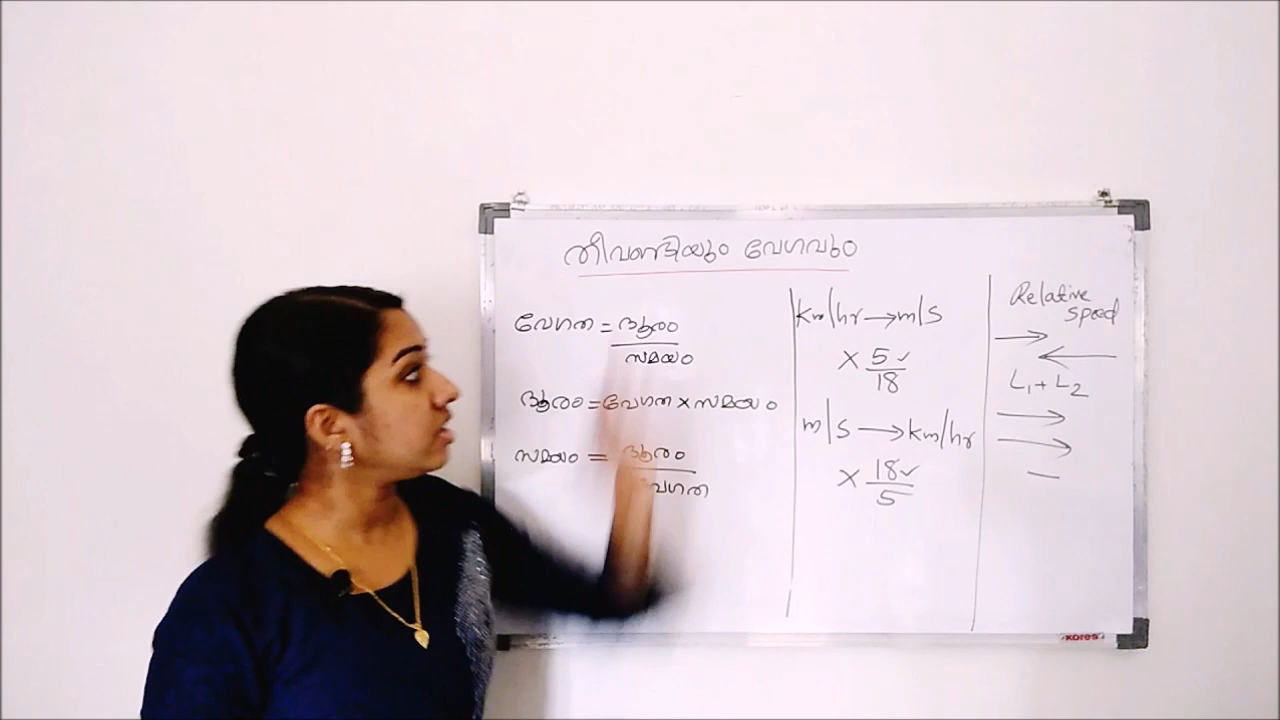 തീവണ്ടിയും വേഗവും
വേഗത = ദൂരം
സമയം
ദൂരം = വേഗത × സമയം
സമയം = ദൂരം
വേഗത
km/hr → m/s
× 5 ✓
18
m/s → km/hr
× 18 ✓
5
Relative
speed
→
←
L₁ + L₂
→
→
—
kores